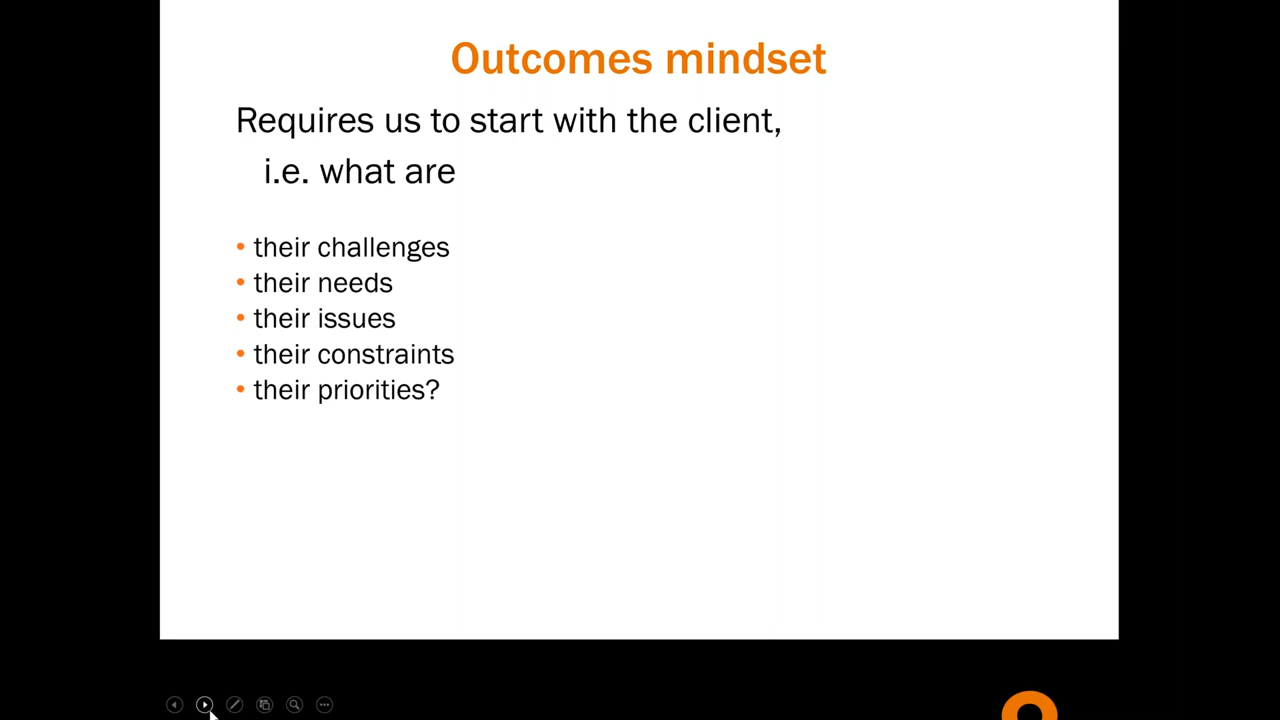 Outcomes mindset
Requires us to start with the client,
i.e. what are
• their challenges
• their needs
• their issues
• their constraints
• their priorities?